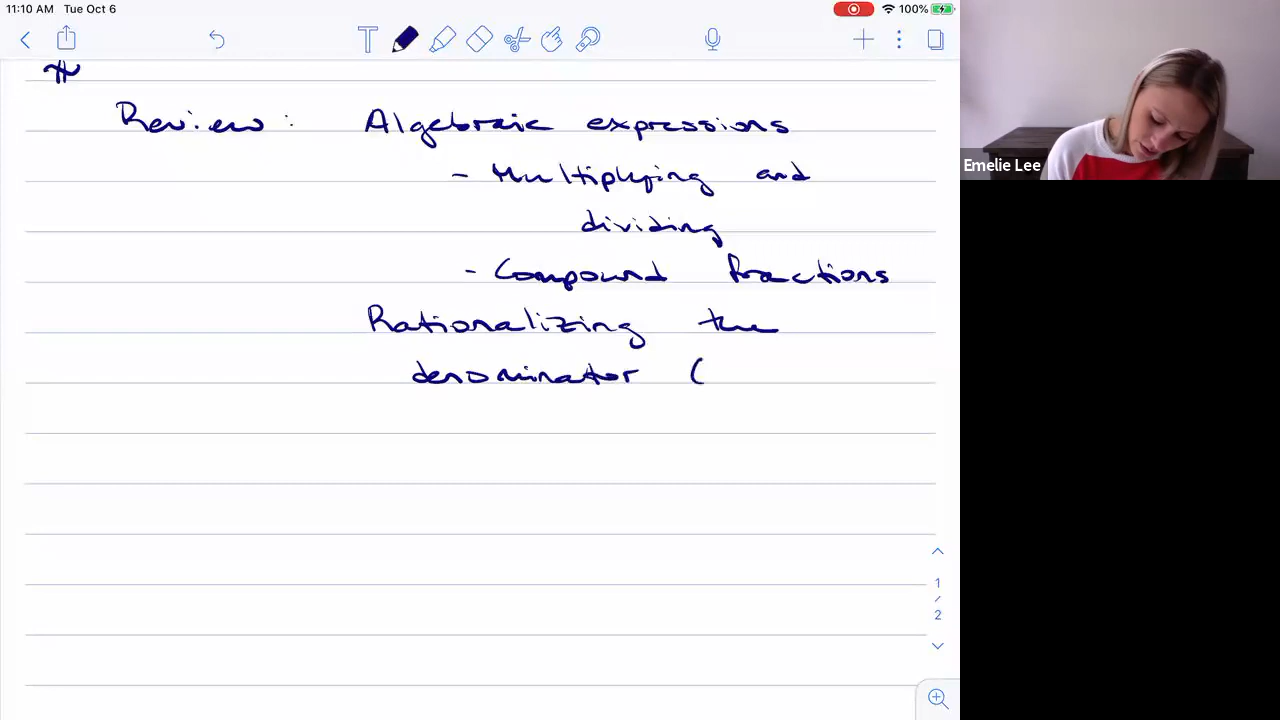 11:10 AM Tue Oct 6
100%
Review: Algebraic expressions
- Multiplying and
dividing
- Compound fractions
Rationalizing the
denominator (
Emelie Lee
1
/
2